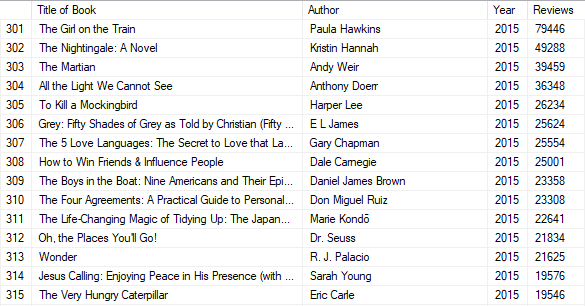 Title of Book Author Year Reviews
301 The Girl on the Train Paula Hawkins 2015 79446
302 The Nightingale: A Novel Kristin Hannah 2015 49288
303 The Martian Andy Weir 2015 39459
304 All the Light We Cannot See Anthony Doerr 2015 36348
305 To Kill a Mockingbird Harper Lee 2015 26234
306 Grey: Fifty Shades of Grey as Told by Christian (Fifty ... E L James 2015 25624
307 The 5 Love Languages: The Secret to Love that La... Gary Chapman 2015 25554
308 How to Win Friends & Influence People Dale Carnegie 2015 25001
309 The Boys in the Boat: Nine Americans and Their Epi... Daniel James Brown 2015 23358
310 The Four Agreements: A Practical Guide to Personal... Don Miguel Ruiz 2015 23308
311 The Life-Changing Magic of Tidying Up: The Japan... Marie Kondō 2015 22641
312 Oh, the Places You'll Go! Dr. Seuss 2015 21834
313 Wonder R. J. Palacio 2015 21625
314 Jesus Calling: Enjoying Peace in His Presence (with ... Sarah Young 2015 19576
315 The Very Hungry Caterpillar Eric Carle 2015 19546